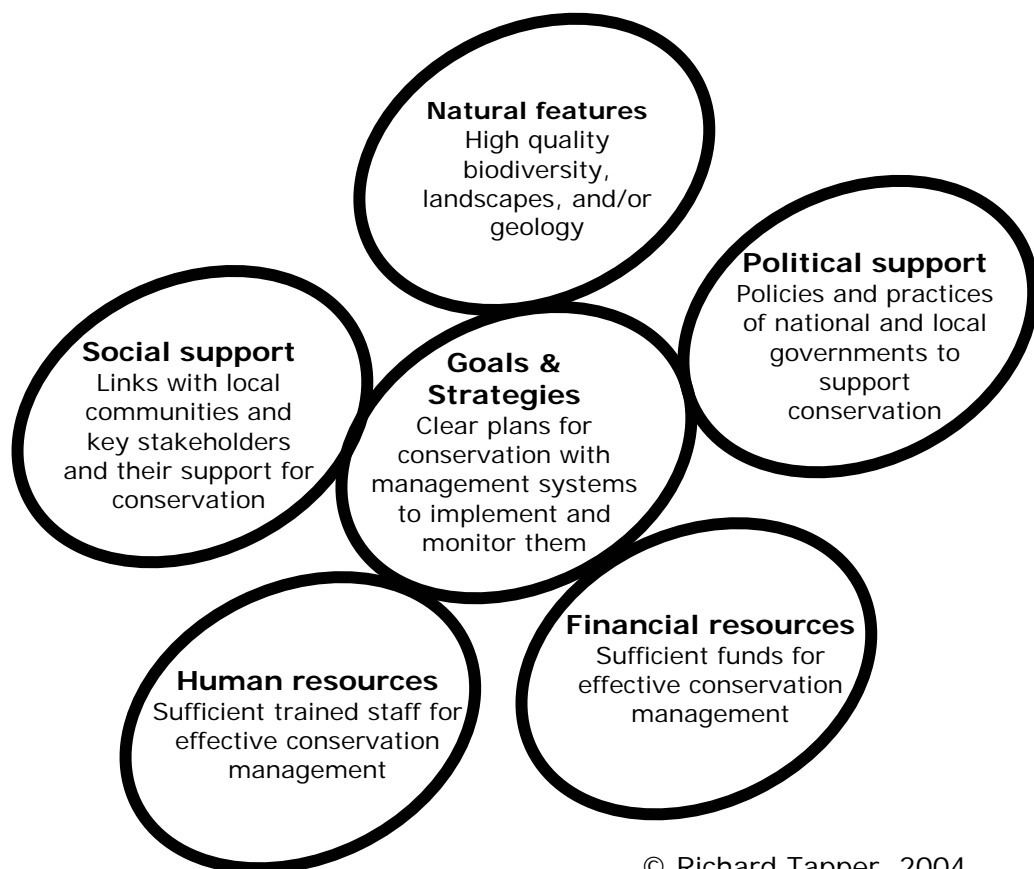 Natural features
High quality
biodiversity,
landscapes, and/or
geology
Political support
Policies and practices
of national and local
governments to
support
conservation
Social support
Links with local
communities and
key stakeholders
and their support for
conservation
Goals &
Strategies
Clear plans for
conservation with
management systems
to implement and
monitor them
Financial resources
Sufficient funds for
effective conservation
management
Human resources
Sufficient trained staff for
effective conservation
management
© Richard Tapper, 2004